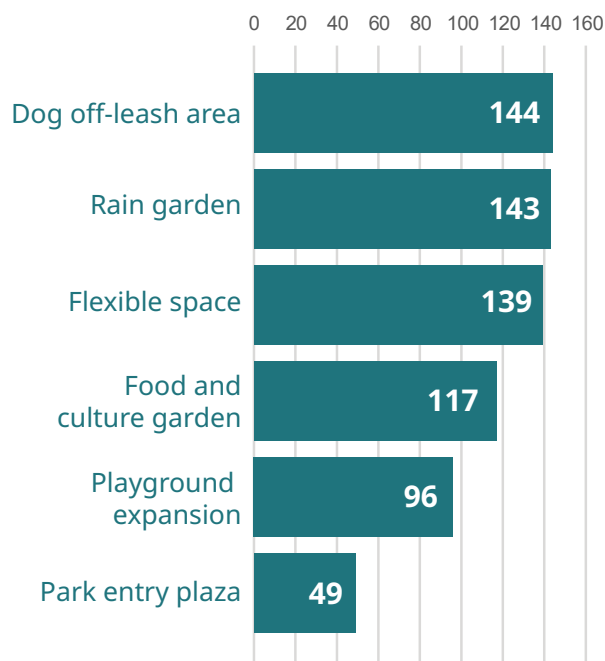 0 20 40 60 80 100 120 140 160
Dog off-leash area
144
Rain garden
143
Flexible space
139
Food and
culture garden
117
Playground
expansion
96
Park entry plaza
49